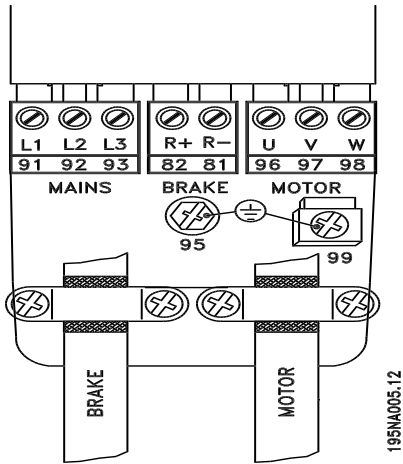 L1 L2 L3 R+ R- U V W
91 92 93 82 81 96 97 98
MAINS BRAKE MOTOR
95
99
BRAKE
MOTOR
195NA005.12